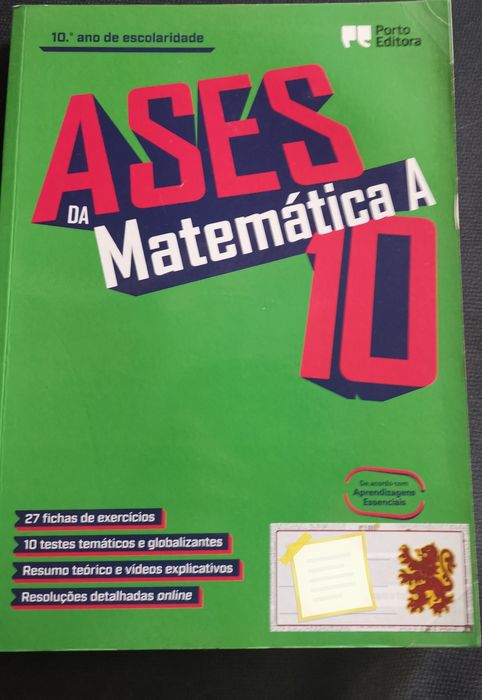 10.º ano de escolaridade
Porto
Editora
ASES
DA
Matemática A
10
De acordo com
Aprendizagens
Essenciais
27 fichas de exercícios
10 testes temáticos e globalizantes
Resumo teórico e vídeos explicativos
Resoluções detalhadas online